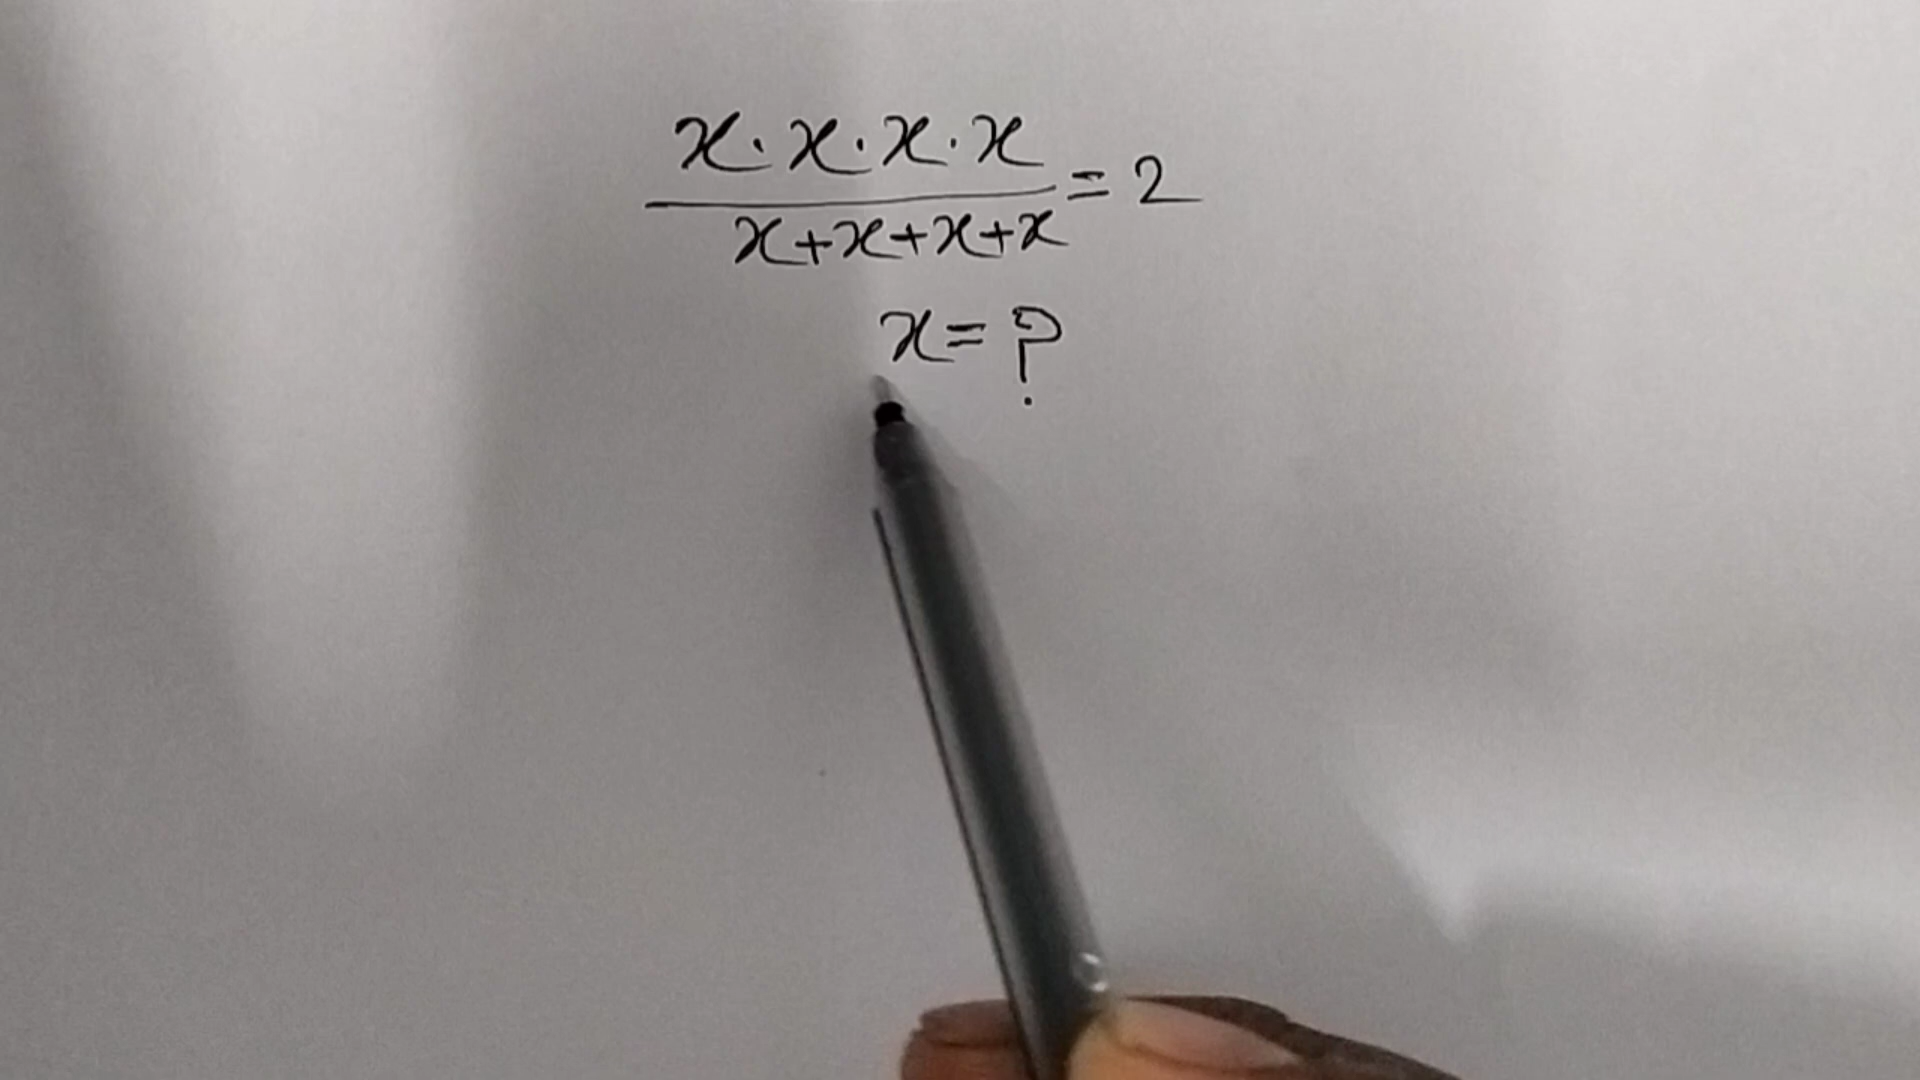 x·x·x·x / x+x+x+x = 2
x = ?